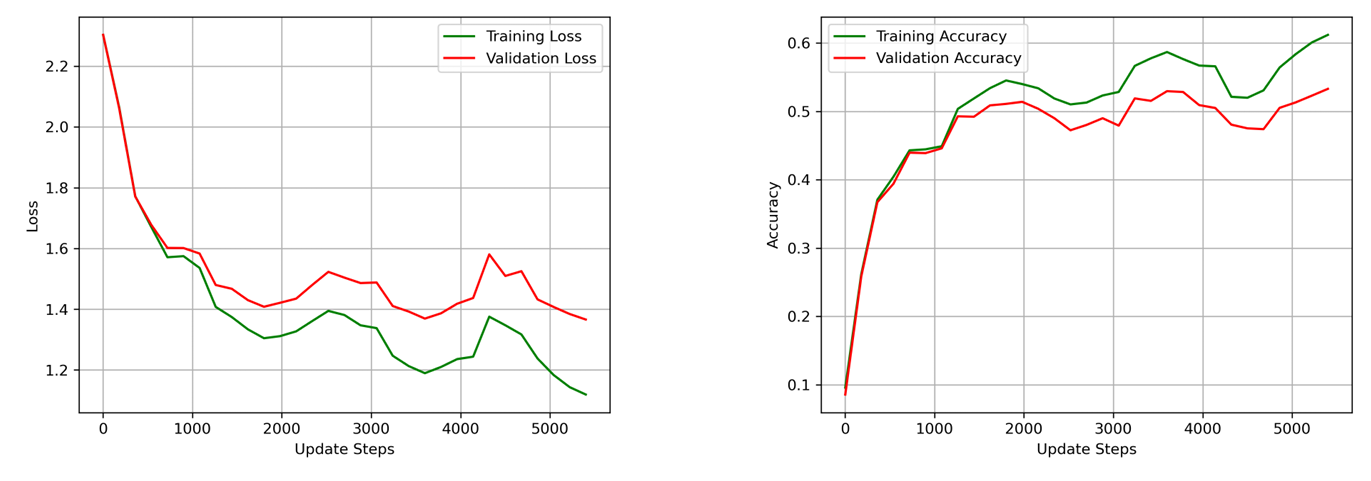 Training Loss
Validation Loss
2.2
2.0
1.8
1.6
1.4
1.2
Loss
0 1000 2000 3000 4000 5000
Update Steps
Training Accuracy
Validation Accuracy
0.6
0.5
0.4
0.3
0.2
0.1
Accuracy
0 1000 2000 3000 4000 5000
Update Steps